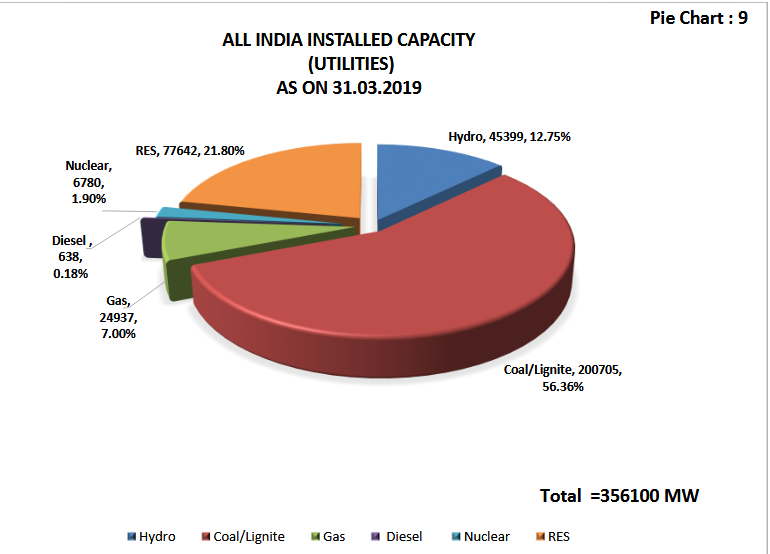 Pie Chart : 9
ALL INDIA INSTALLED CAPACITY
(UTILITIES)
AS ON 31.03.2019
Hydro, 45399, 12.75%
RES, 77642, 21.80%
Nuclear,
6780,
1.90%
Diesel ,
638,
0.18%
Gas,
24937,
7.00%
Coal/Lignite, 200705,
56.36%
Total =356100 MW
Hydro Coal/Lignite Gas Diesel Nuclear RES